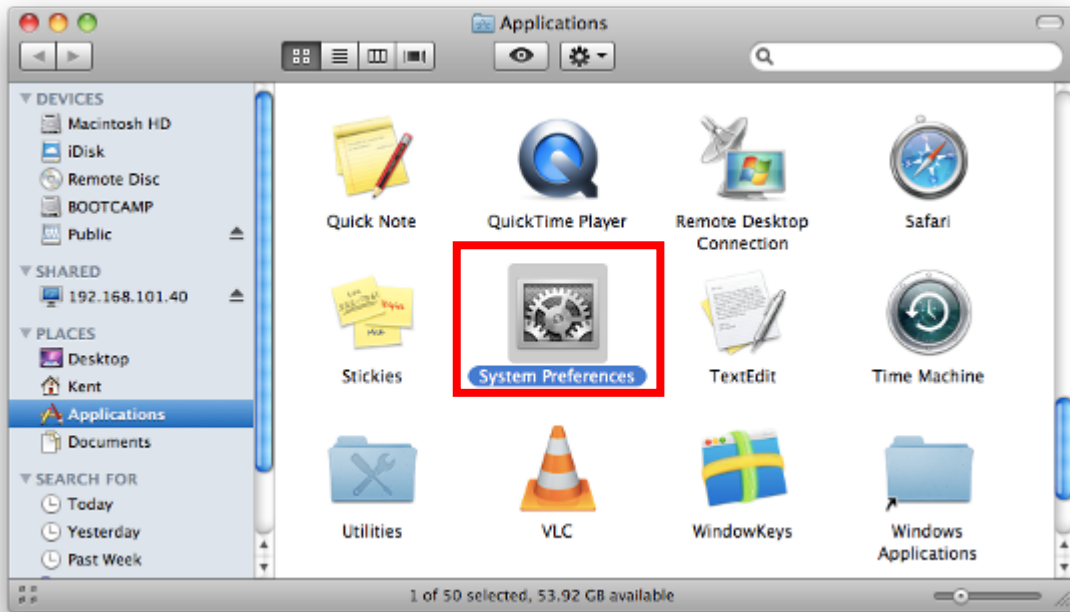 Applications
DEVICES
Macintosh HD
iDisk
Remote Disc
BOOTCAMP
Public
SHARED
192.168.101.40
PLACES
Desktop
Kent
Applications
Documents
SEARCH FOR
Today
Yesterday
Past Week
Quick Note
QuickTime Player
Remote Desktop
Connection
Safari
Stickies
System Preferences
TextEdit
Time Machine
Utilities
VLC
WindowKeys
Windows
Applications
1 of 50 selected, 53.92 GB available